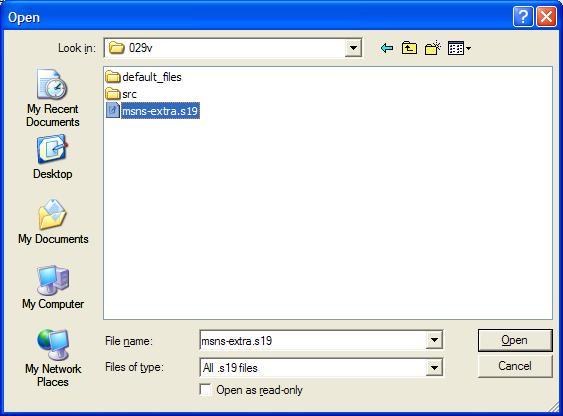 Open
Look in: 029v
My Recent
Documents
Desktop
My Documents
My Computer
My Network
Places
default_files
src
msns-extra.s19
File name: msns-extra.s19 Open
Files of type: All .s19 files Cancel
Open as read-only